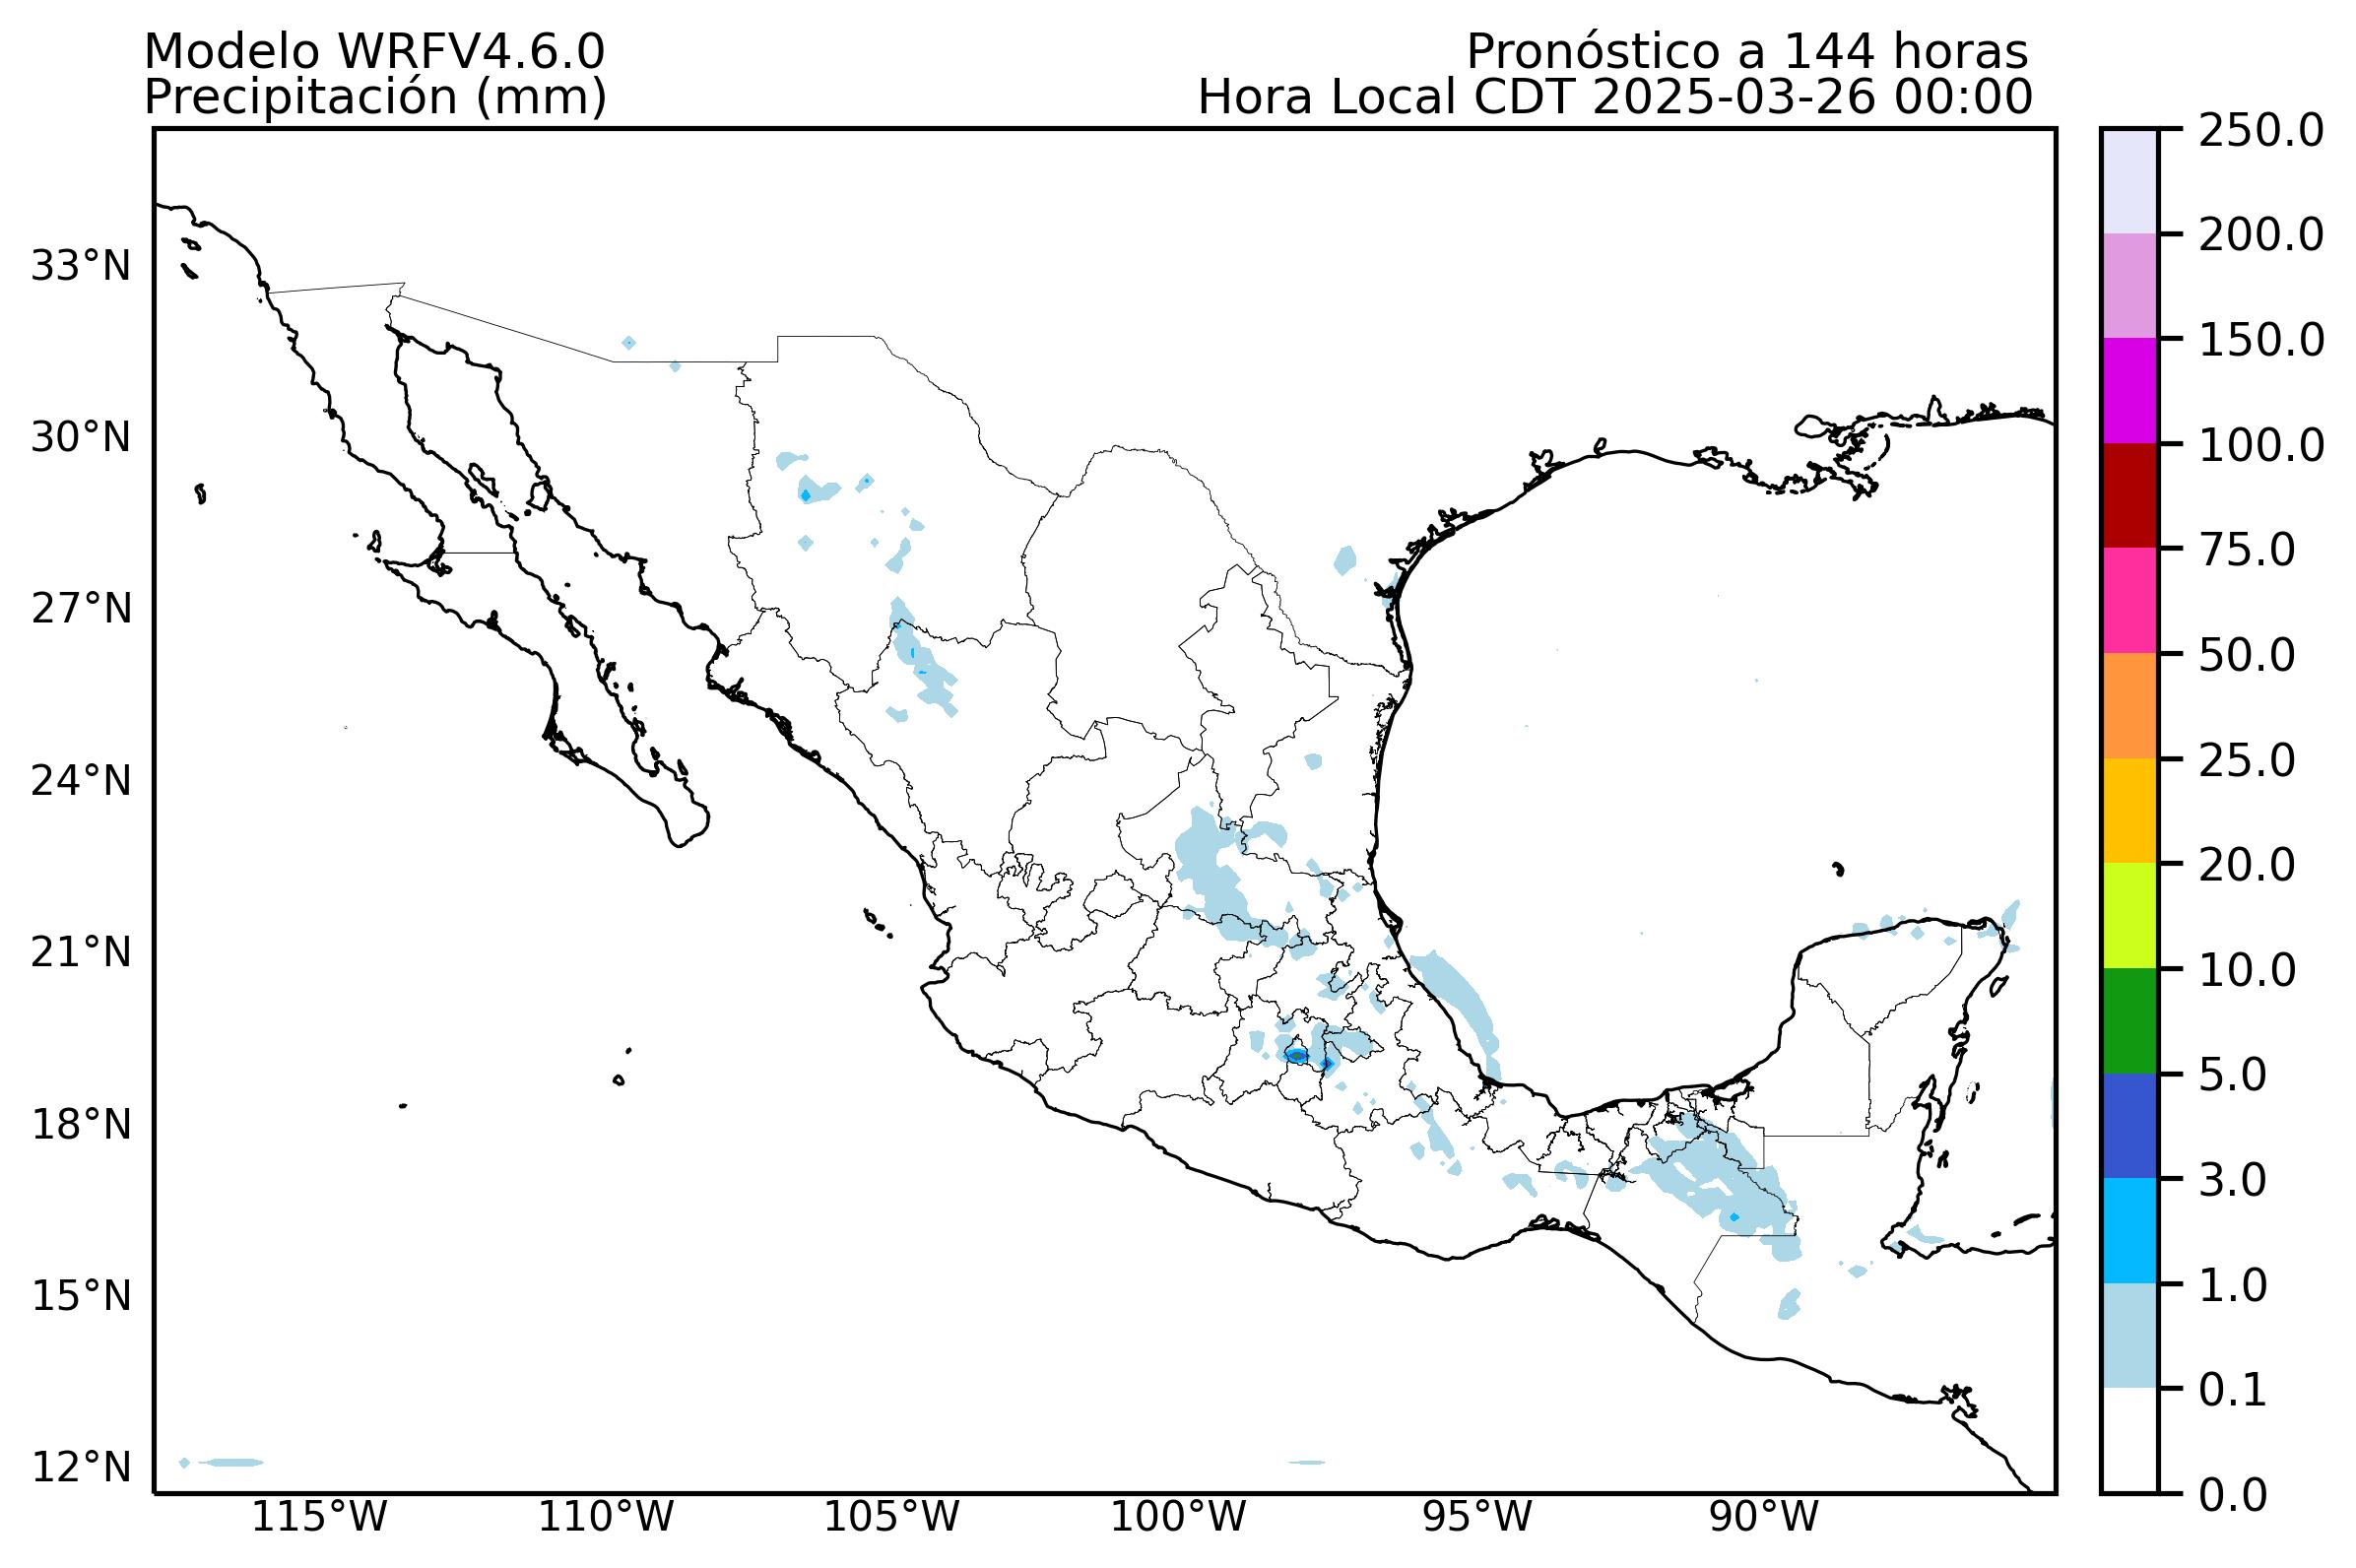 Modelo WRFV4.6.0
Precipitación (mm)
Pronóstico a 144 horas
Hora Local CDT 2025-03-26 00:00
33°N
30°N
27°N
24°N
21°N
18°N
15°N
12°N
115°W
110°W
105°W
100°W
95°W
90°W
250.0
200.0
150.0
100.0
75.0
50.0
25.0
20.0
10.0
5.0
3.0
1.0
0.1
0.0